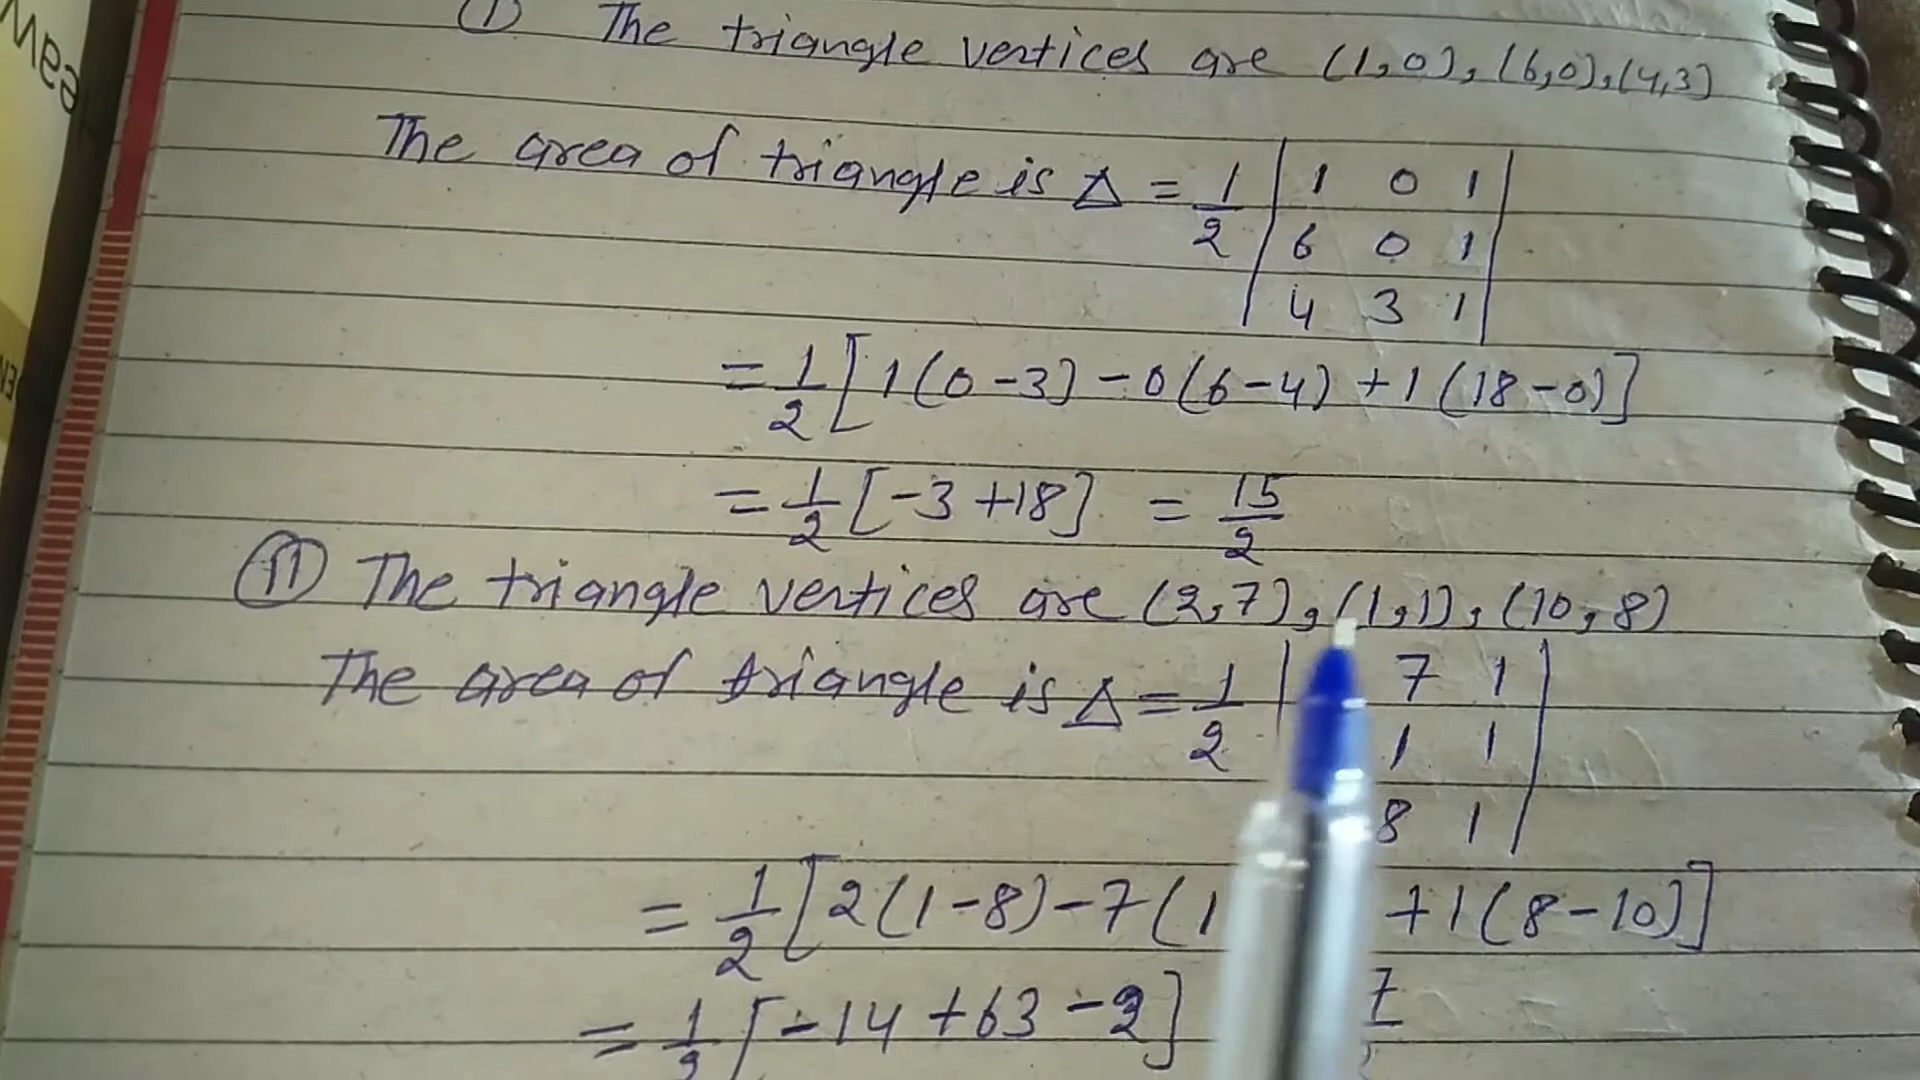 ① The triangle vertices are (1,0), (6,0), (4,3)
The area of triangle is Δ = 1/2 | 1 0 1 |
| 6 0 1 |
| 4 3 1 |
= 1/2 [1(0-3) - 0(6-4) + 1(18-0)]
= 1/2 [-3+18] = 15/2
⑪ The triangle vertices are (2,7), (1,1), (10,8)
The area of triangle is Δ = 1/2 | 7 1 |
1 1
8 1
= 1/2 [2(1-8) - 7(1 + 1(8-10)]
= 1/2 [-14 + 63 - 2] 7